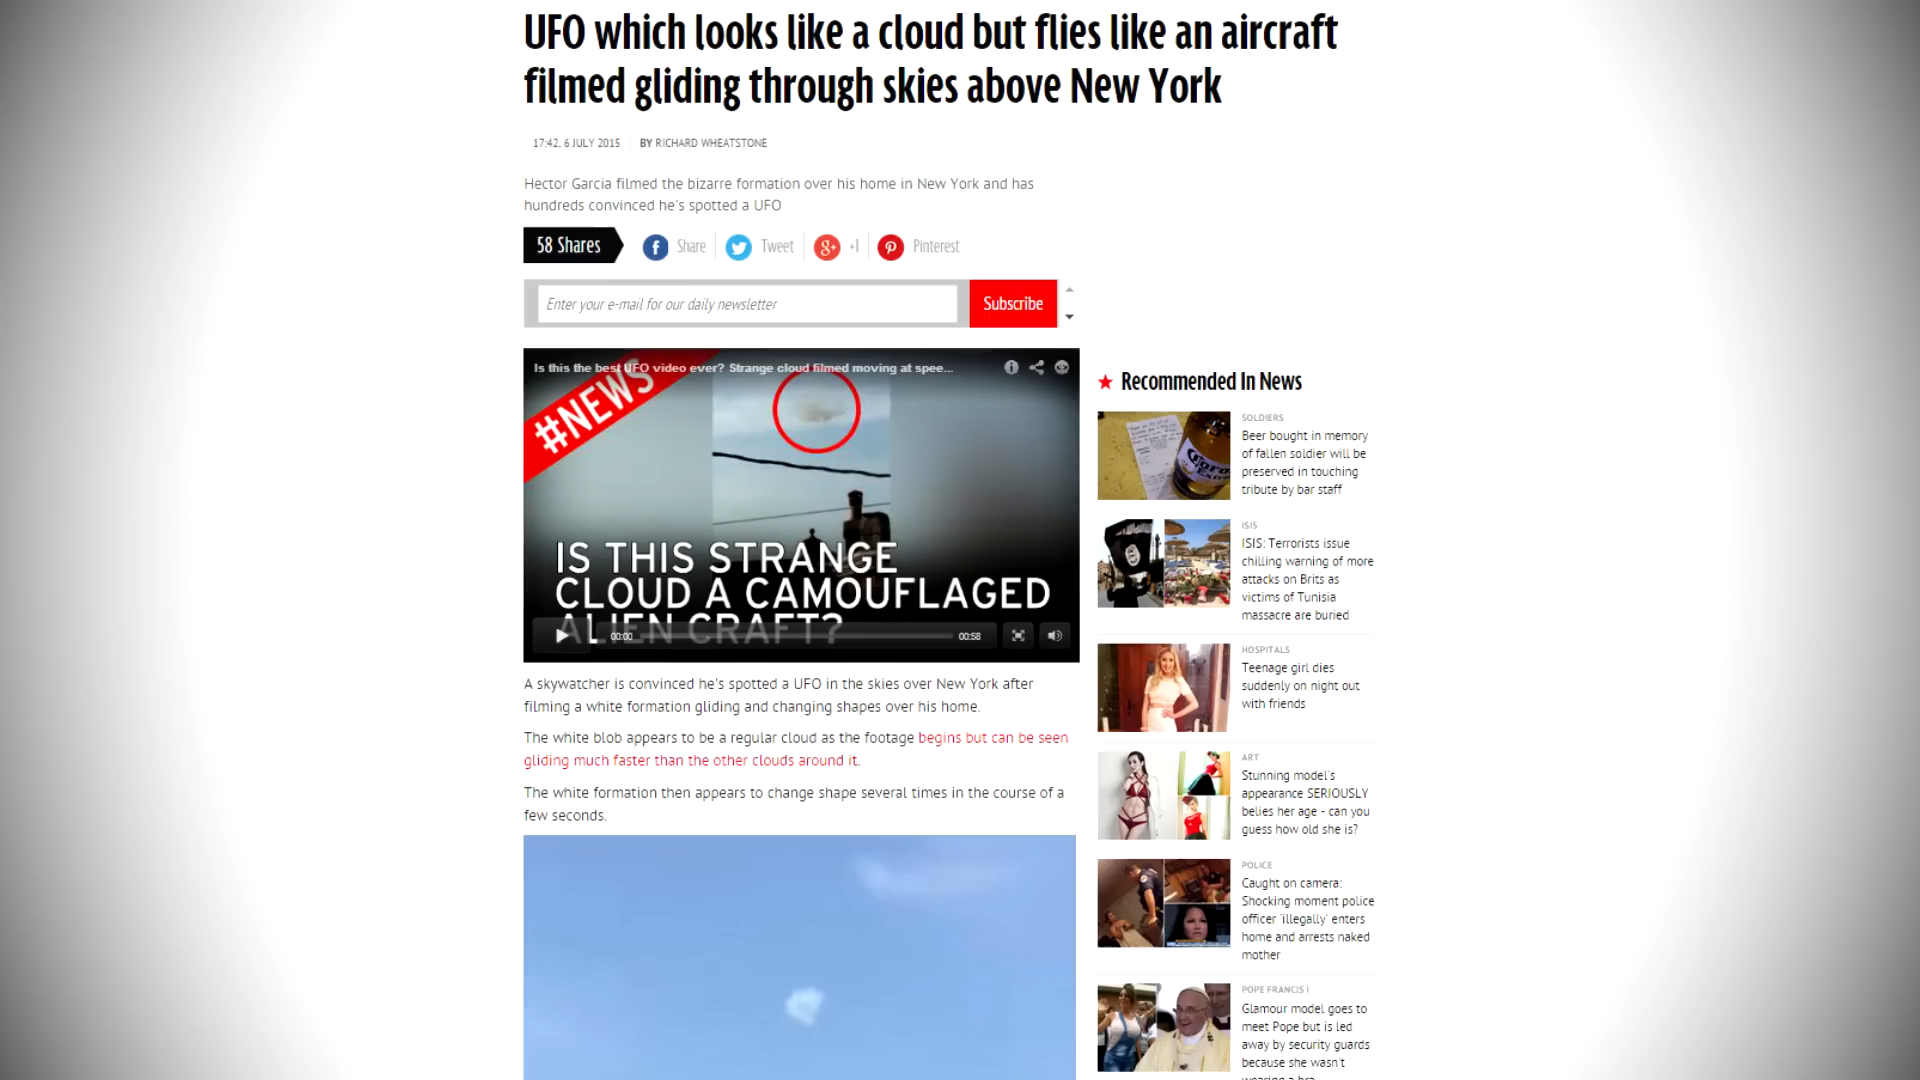 UFO which looks like a cloud but flies like an aircraft
filmed gliding through skies above New York
17:42, 6 JULY 2015 BY RICHARD WHEATSTONE
Hector Garcia filmed the bizarre formation over his home in New York and has
hundreds convinced he's spotted a UFO
58 Shares Share Tweet +1 Pinterest
Enter your e-mail for our daily newsletter Subscribe
Is this the best UFO video ever? Strange cloud filmed moving at spee...
#NEWS
IS THIS STRANGE
CLOUD A CAMOUFLAGED
ALIEN CRAFT?
00:00 00:58
A skywatcher is convinced he's spotted a UFO in the skies over New York after
filming a white formation gliding and changing shapes over his home.
The white blob appears to be a regular cloud as the footage begins but can be seen
gliding much faster than the other clouds around it.
The white formation then appears to change shape several times in the course of a
few seconds.
Recommended In News
SOLDIERS
Beer bought in memory
of fallen soldier will be
preserved in touching
tribute by bar staff
Corona
Extra
ISIS
ISIS: Terrorists issue
chilling warning of more
attacks on Brits as
victims of Tunisia
massacre are buried
HOSPITALS
Teenage girl dies
suddenly on night out
with friends
ART
Stunning model's
appearance SERIOUSLY
belies her age - can you
guess how old she is?
POLICE
Caught on camera:
Shocking moment police
officer 'illegally' enters
home and arrests naked
mother
POPE FRANCIS I
Glamour model goes to
meet Pope but is led
away by security guards
because she wasn't
wearing a bra